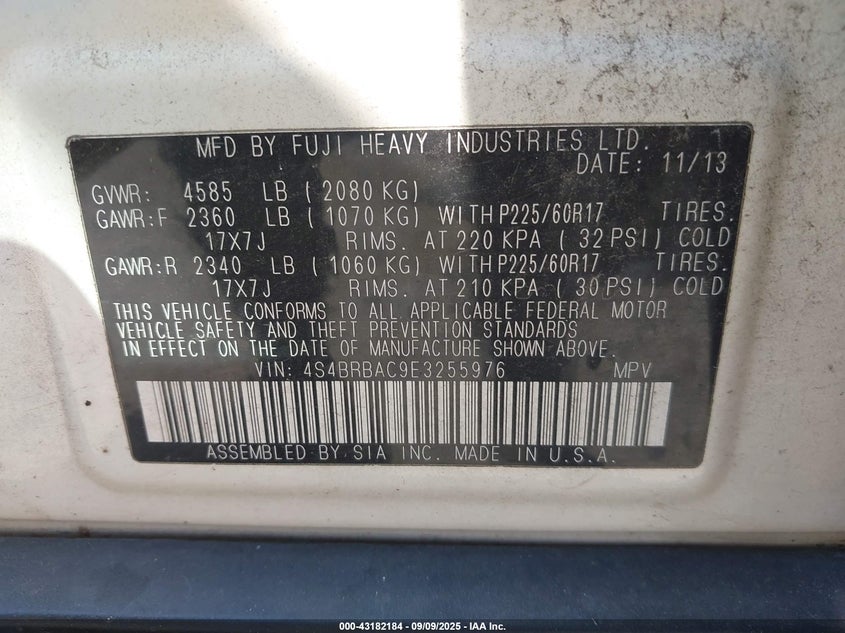 MFD BY FUJI HEAVY INDUSTRIES LTD.
DATE: 11/13
GVWR: 4585 LB (2080 KG)
GAWR:F 2360 LB (1070 KG) WITH P225/60R17 TIRES.
17X7J RIMS. AT 220 KPA (32 PSI) COLD
GAWR:R 2340 LB (1060 KG) WITH P225/60R17 TIRES.
17X7J RIMS. AT 210 KPA (30 PSI) COLD
THIS VEHICLE CONFORMS TO ALL APPLICABLE FEDERAL MOTOR
VEHICLE SAFETY AND THEFT PREVENTION STANDARDS
IN EFFECT ON THE DATE OF MANUFACTURE SHOWN ABOVE.
VIN: 4S4BRBAC9E3255976 MPV
ASSEMBLED BY SIA INC. MADE IN U.S.A.
000-43182184 - 09/09/2025 - IAA Inc.